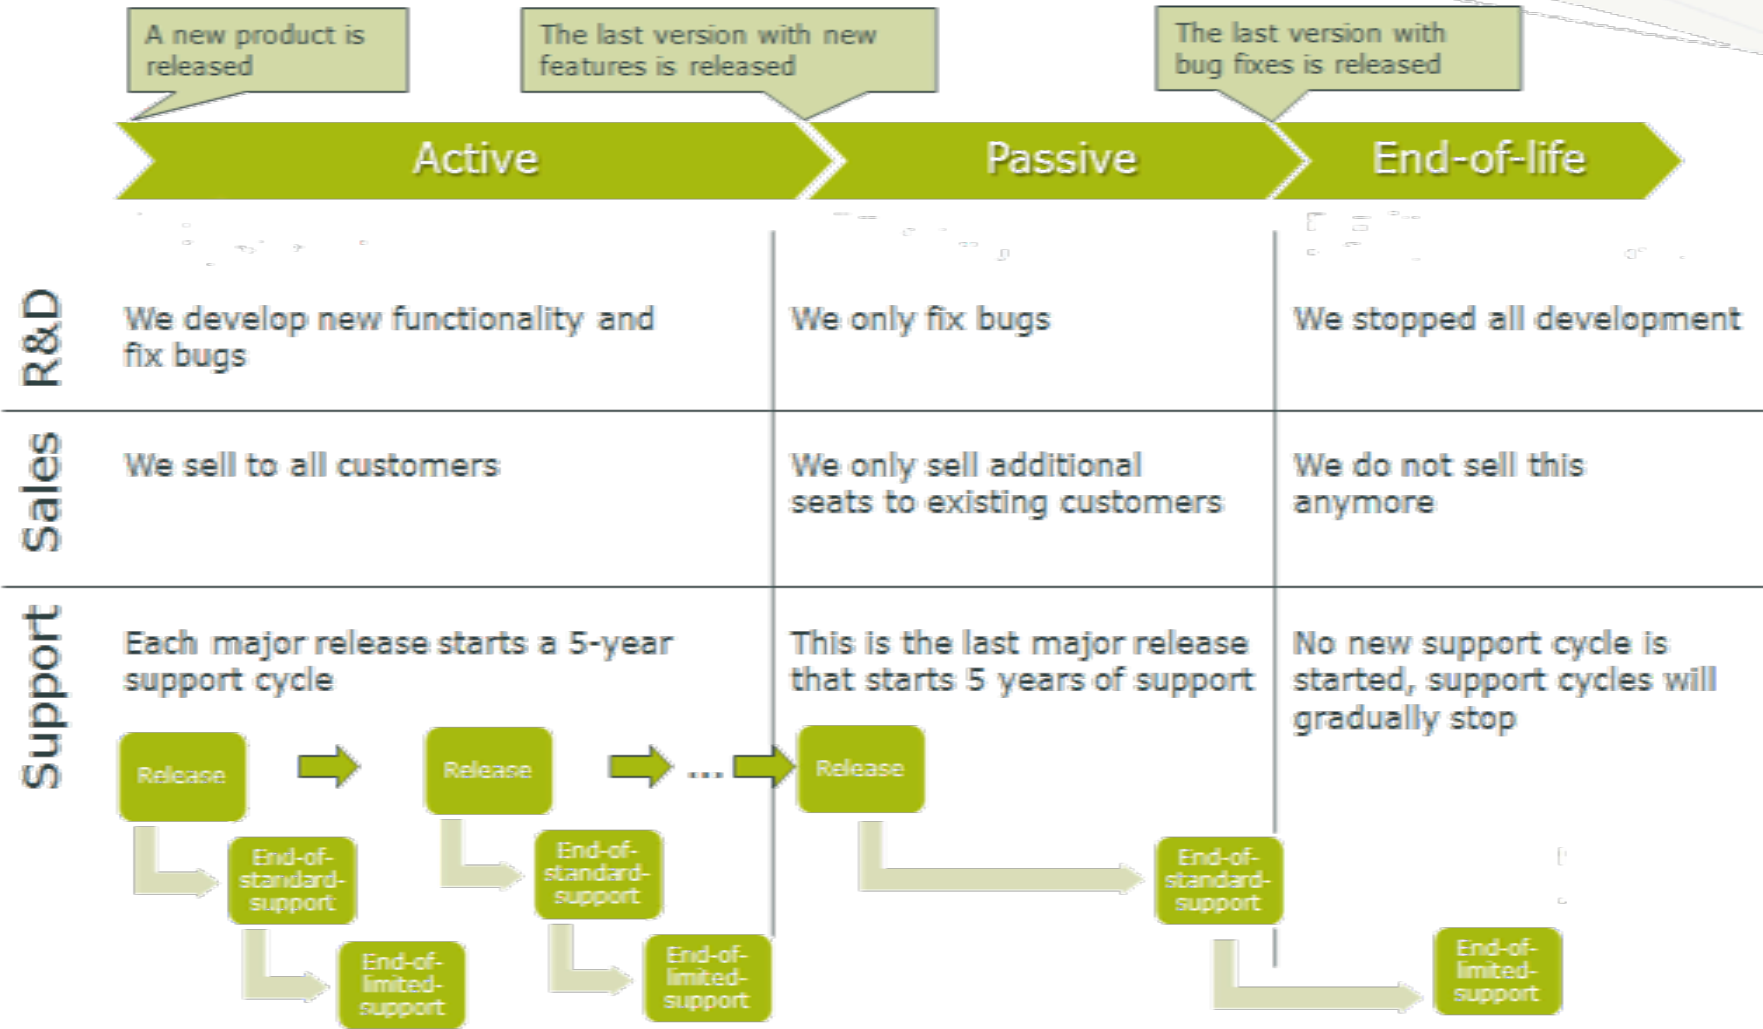 A new product is
released
The last version with new
features is released
The last version with
bug fixes is released
Active
Passive
End-of-life
R&D
We develop new functionality and
fix bugs
We only fix bugs
We stopped all development
Sales
We sell to all customers
We only sell additional
seats to existing customers
We do not sell this
anymore
Support
Each major release starts a 5-year
support cycle
This is the last major release
that starts 5 years of support
No new support cycle is
started, support cycles will
gradually stop
Release
Release
...
Release
End-of-
standard-
support
End-of-
standard-
support
End-of-
standard-
support
End-of-
limited-
support
End-of-
limited-
support
End-of-
limited-
support